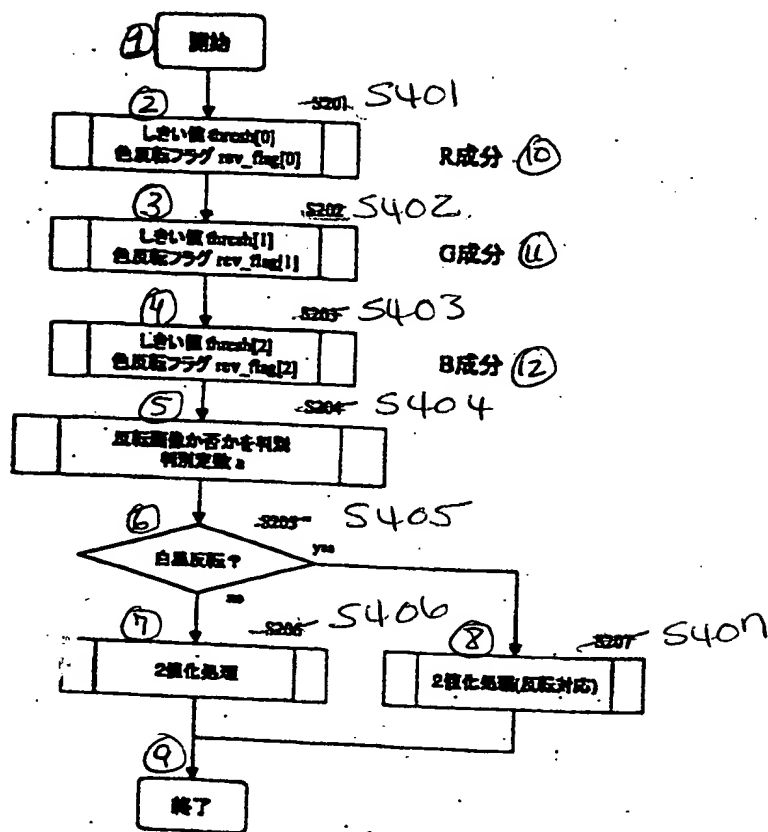 ① 開始
② S201 S401
しきい値 thresh[0]
色反転フラグ rev_flag[0]
R成分 ⑩
③ S202 S402
しきい値 thresh[1]
色反転フラグ rev_flag[1]
G成分 ⑪
④ S203 S403
しきい値 thresh[2]
色反転フラグ rev_flag[2]
B成分 ⑫
⑤ S204 S404
反転画像か否かを判別
判別定数 a
⑥ S205 S405
白黒反転?
yes
no
⑦ S206 S406
2値化処理
⑧ S207 S407
2値化処理(反転対応)
⑨
終了